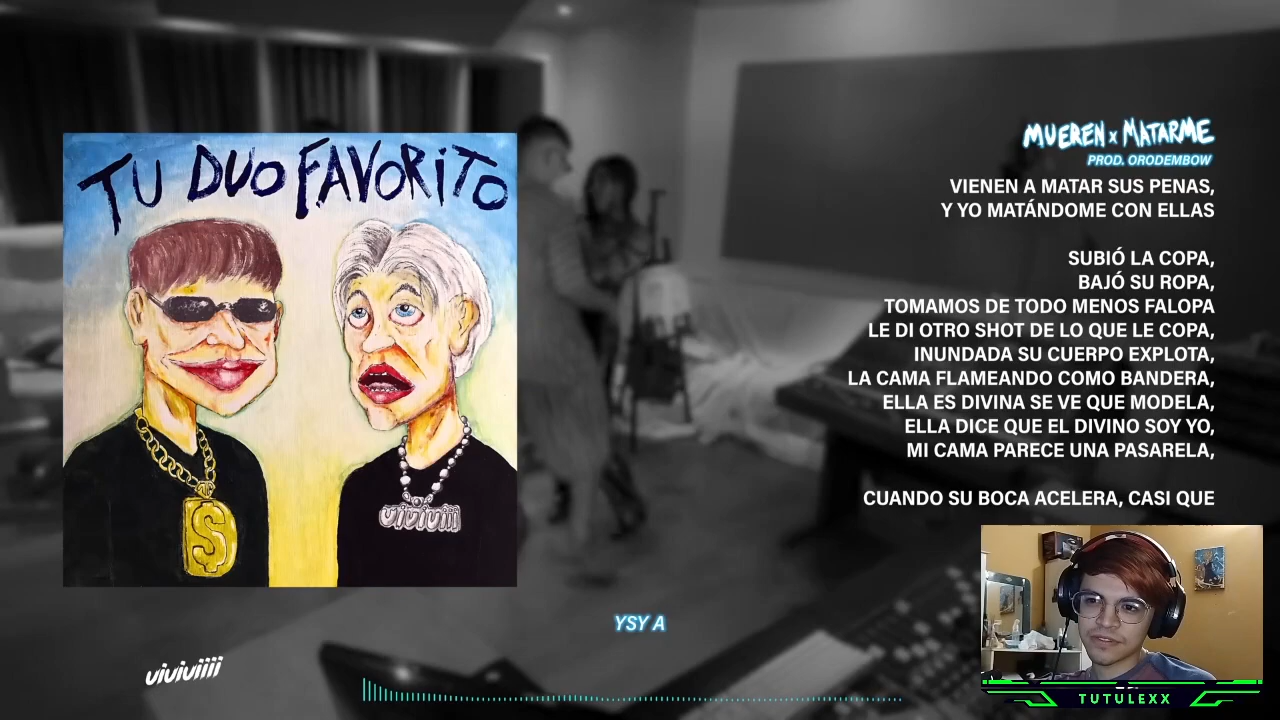 TU DUO FAVORITO
$
viviviiii
MUEREN x MATARME
PROD. ORODEMBOW
VIENEN A MATAR SUS PENAS,
Y YO MATÁNDOME CON ELLAS
SUBIÓ LA COPA,
BAJÓ SU ROPA,
TOMAMOS DE TODO MENOS FALOPA
LE DI OTRO SHOT DE LO QUE LE COPA,
INUNDADA SU CUERPO EXPLOTA,
LA CAMA FLAMEANDO COMO BANDERA,
ELLA ES DIVINA SE VE QUE MODELA,
ELLA DICE QUE EL DIVINO SOY YO,
MI CAMA PARECE UNA PASARELA,
CUANDO SU BOCA ACELERA, CASI QUE
YSY A
viviviiii
TUTULEXX